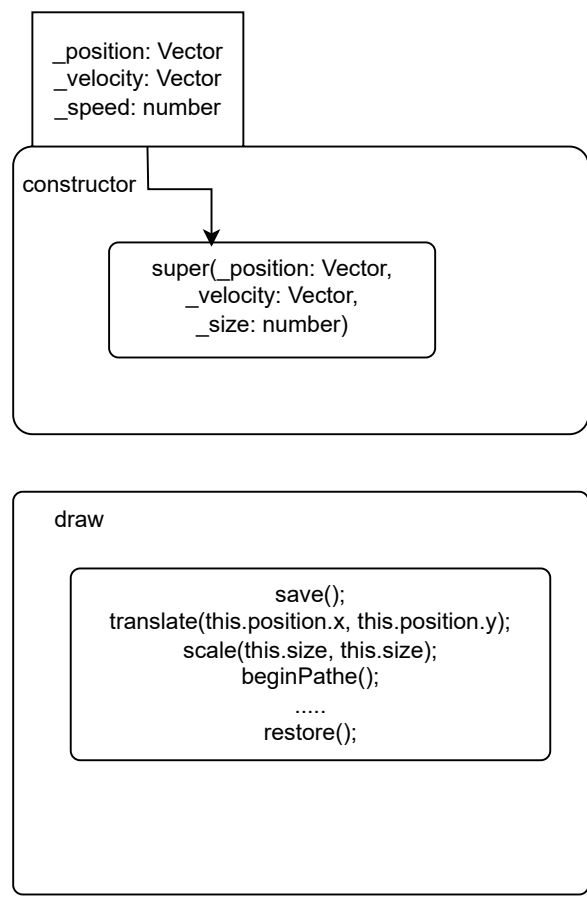 _position: Vector
_velocity: Vector
_speed: number
constructor
super(_position: Vector,
_velocity: Vector,
_size: number)
draw
save();
translate(this.position.x, this.position.y);
scale(this.size, this.size);
beginPathe();
.....
restore();